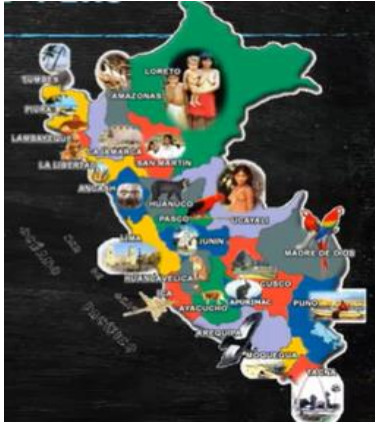 LORETO
TUMBES
AMAZONAS
PIURA
LAMBAYEQUE
CAJAMARCA
LA LIBERTAD
SAN MARTIN
ANCASH
HUANUCO
PASCO
UCAYALI
LIMA
JUNIN
MADRE DE DIOS
HUANCAVELICA
CUSCO
ICA
AYACUCHO
APURIMAC
PUNO
AREQUIPA
MOQUEGUA
TACNA